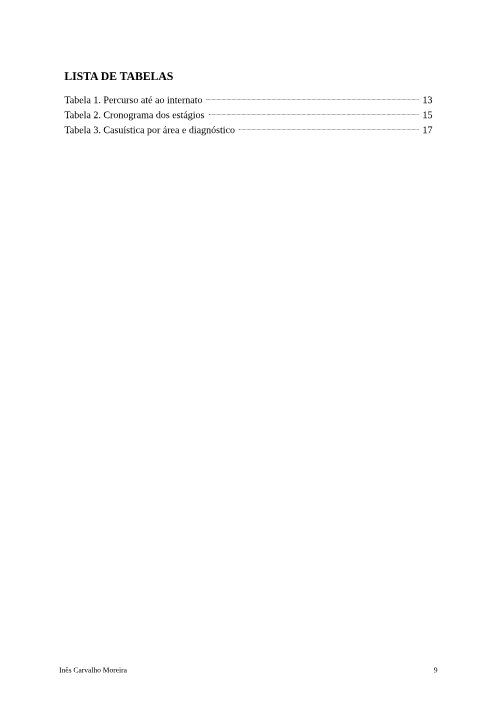 LISTA DE TABELAS
Tabela 1. Percurso até ao internato 13
Tabela 2. Cronograma dos estágios 15
Tabela 3. Casuística por área e diagnóstico 17
Inês Carvalho Moreira 9